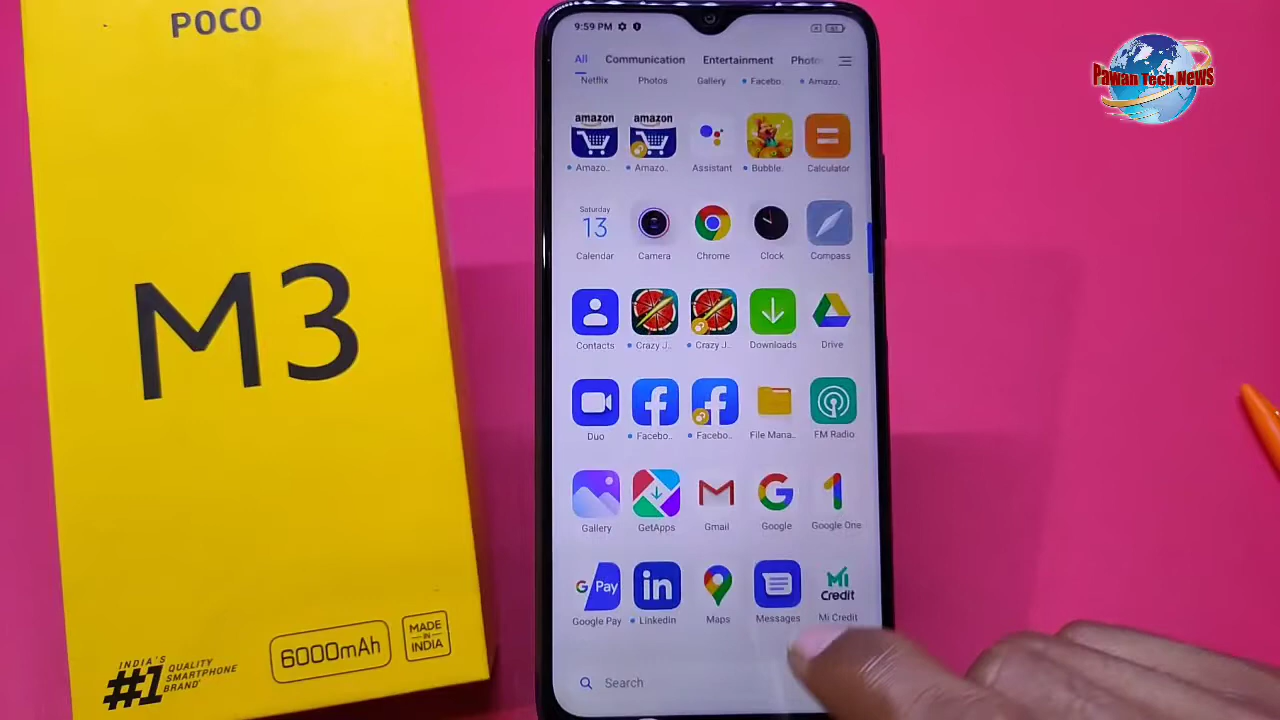 POCO
M3
INDIA'S
#1 QUALITY
SMARTPHONE
BRAND*
6000mAh
MADE
IN
INDIA
9:59 PM
All Communication Entertainment Photo
Netflix Photos Gallery Facebo.. Amazo..
amazon amazon
Amazo.. Amazo.. Assistant Bubble.. Calculator
Saturday
13
Calendar Camera Chrome Clock Compass
Contacts Crazy J.. Crazy J.. Downloads Drive
Duo Facebo.. Facebo.. File Mana.. FM Radio
Gallery GetApps Gmail Google Google One
G Pay in mi Credit
Google Pay LinkedIn Maps Messages Mi Credit
Search
Pawan Tech News